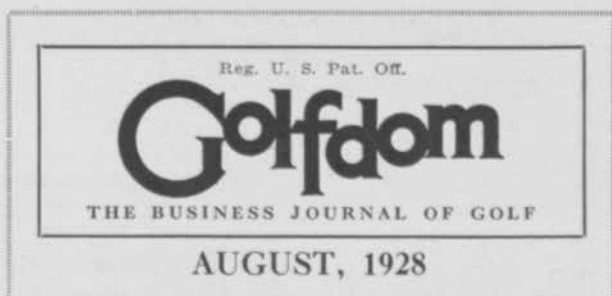 Reg. U. S. Pat. Off.
Golfdom
THE BUSINESS JOURNAL OF GOLF
AUGUST, 1928